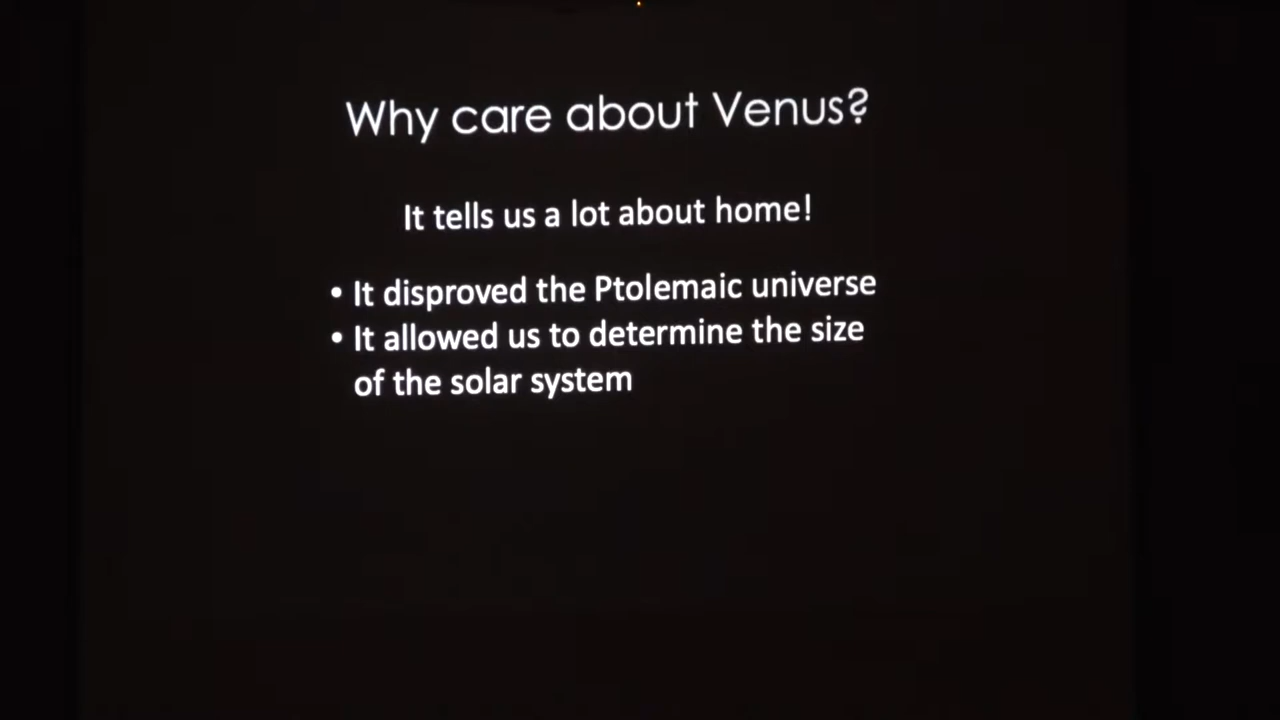 Why care about Venus?
It tells us a lot about home!
• It disproved the Ptolemaic universe
• It allowed us to determine the size
of the solar system